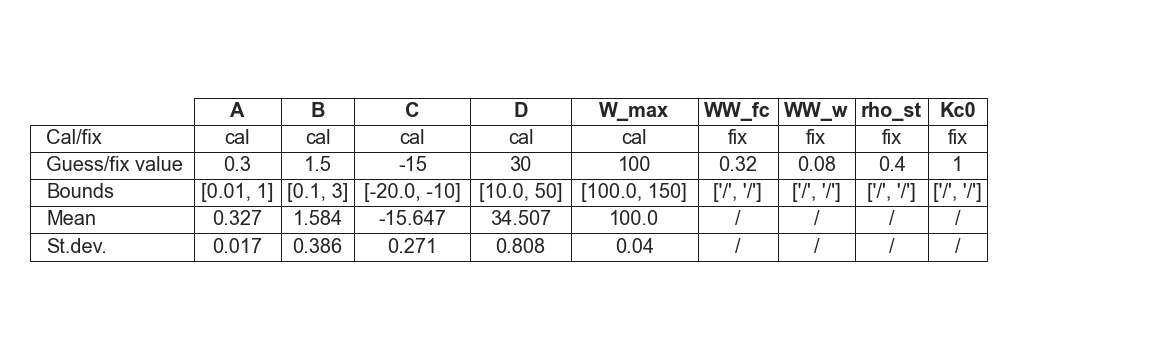 A B C D W_max WW_fc WW_w rho_st Kc0
Cal/fix cal cal cal cal cal fix fix fix fix
Guess/fix value 0.3 1.5 -15 30 100 0.32 0.08 0.4 1
Bounds [0.01, 1] [0.1, 3] [-20.0, -10] [10.0, 50] [100.0, 150] ['/', '/'] ['/', '/'] ['/', '/'] ['/', '/']
Mean 0.327 1.584 -15.647 34.507 100.0 / / / /
St.dev. 0.017 0.386 0.271 0.808 0.04 / / / /